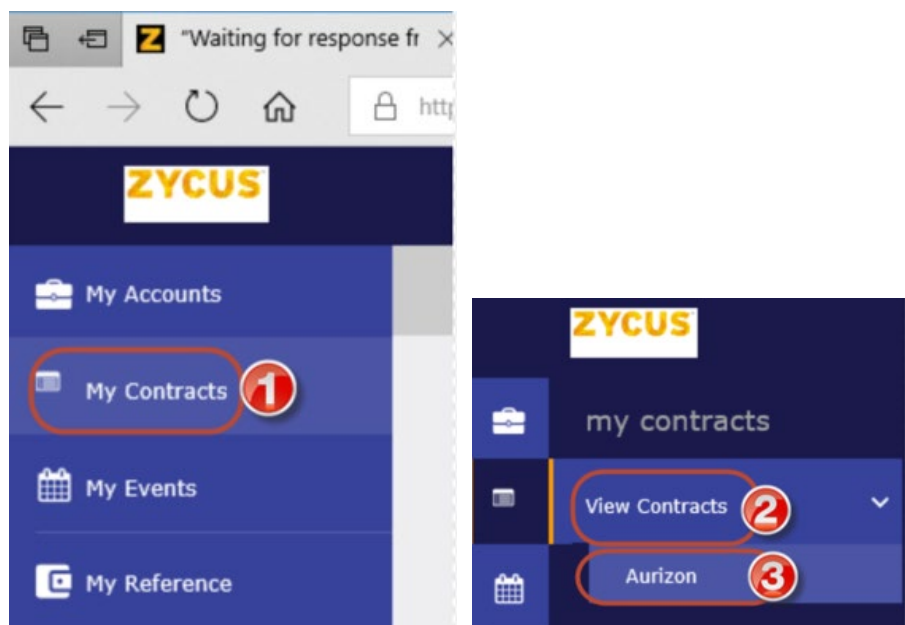 "Waiting for response fr
http
ZYCUS
My Accounts
My Contracts
1
My Events
My Reference
ZYCUS
my contracts
View Contracts
2
Aurizon
3